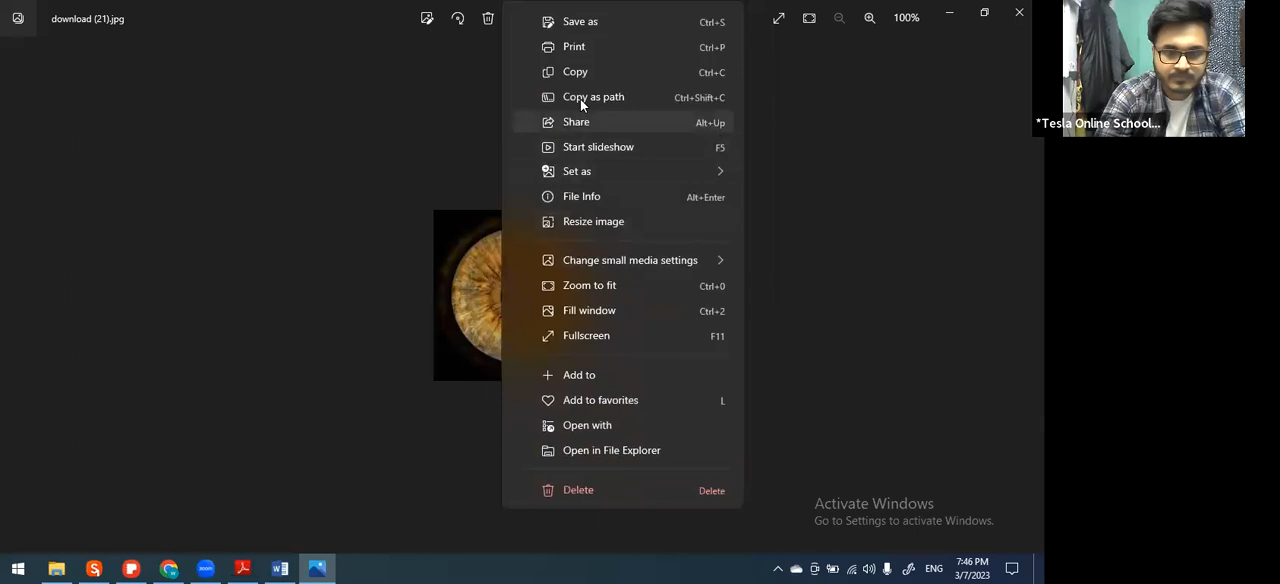 download (21).jpg
100%
Save as Ctrl+S
Print Ctrl+P
Copy Ctrl+C
Copy as path Ctrl+Shift+C
Share Alt+Up
Start slideshow F5
Set as
File Info Alt+Enter
Resize image
Change small media settings
Zoom to fit Ctrl+0
Fill window Ctrl+2
Fullscreen F11
Add to
Add to favorites L
Open with
Open in File Explorer
Delete Delete
*Tesla Online School...
Activate Windows
Go to Settings to activate Windows.
ENG
7:46 PM
3/7/2023